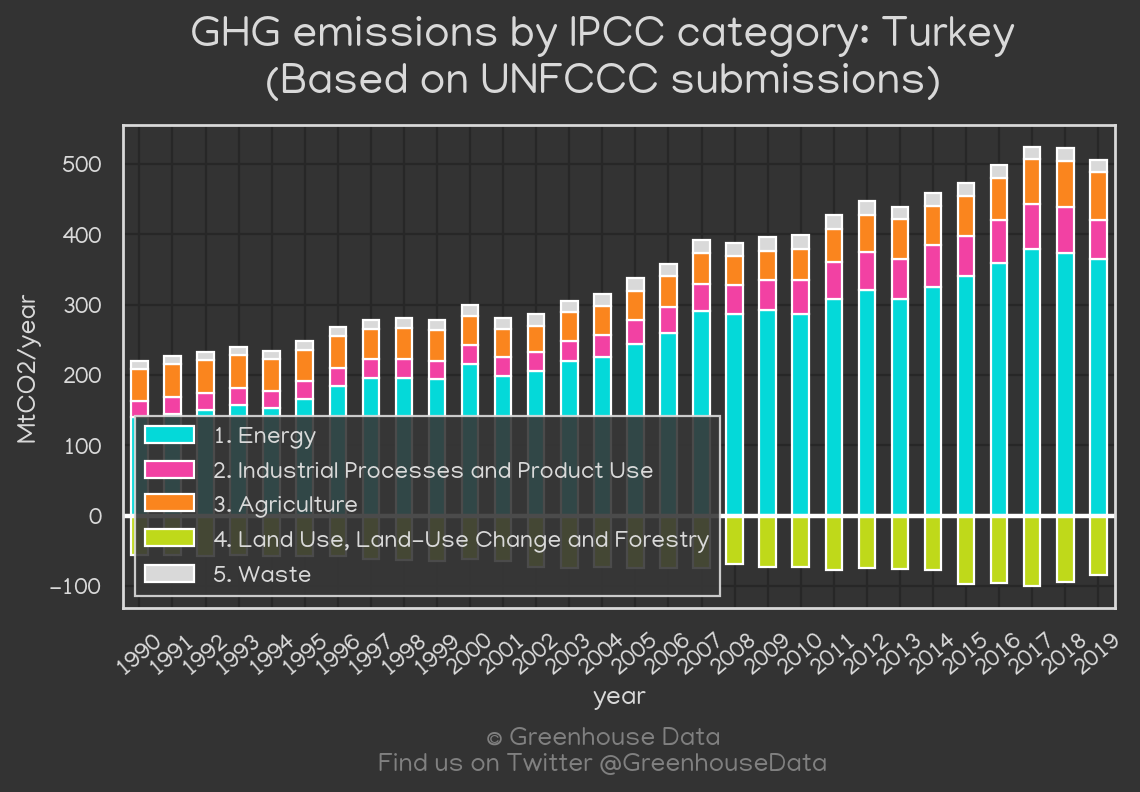 GHG emissions by IPCC category: Turkey
(Based on UNFCCC submissions)
MtCO2/year
500
400
300
200
100
0
−100
1. Energy
2. Industrial Processes and Product Use
3. Agriculture
4. Land Use, Land-Use Change and Forestry
5. Waste
1990 1991 1992 1993 1994 1995 1996 1997 1998 1999 2000 2001 2002 2003 2004 2005 2006 2007 2008 2009 2010 2011 2012 2013 2014 2015 2016 2017 2018 2019
year
© Greenhouse Data
Find us on Twitter @GreenhouseData